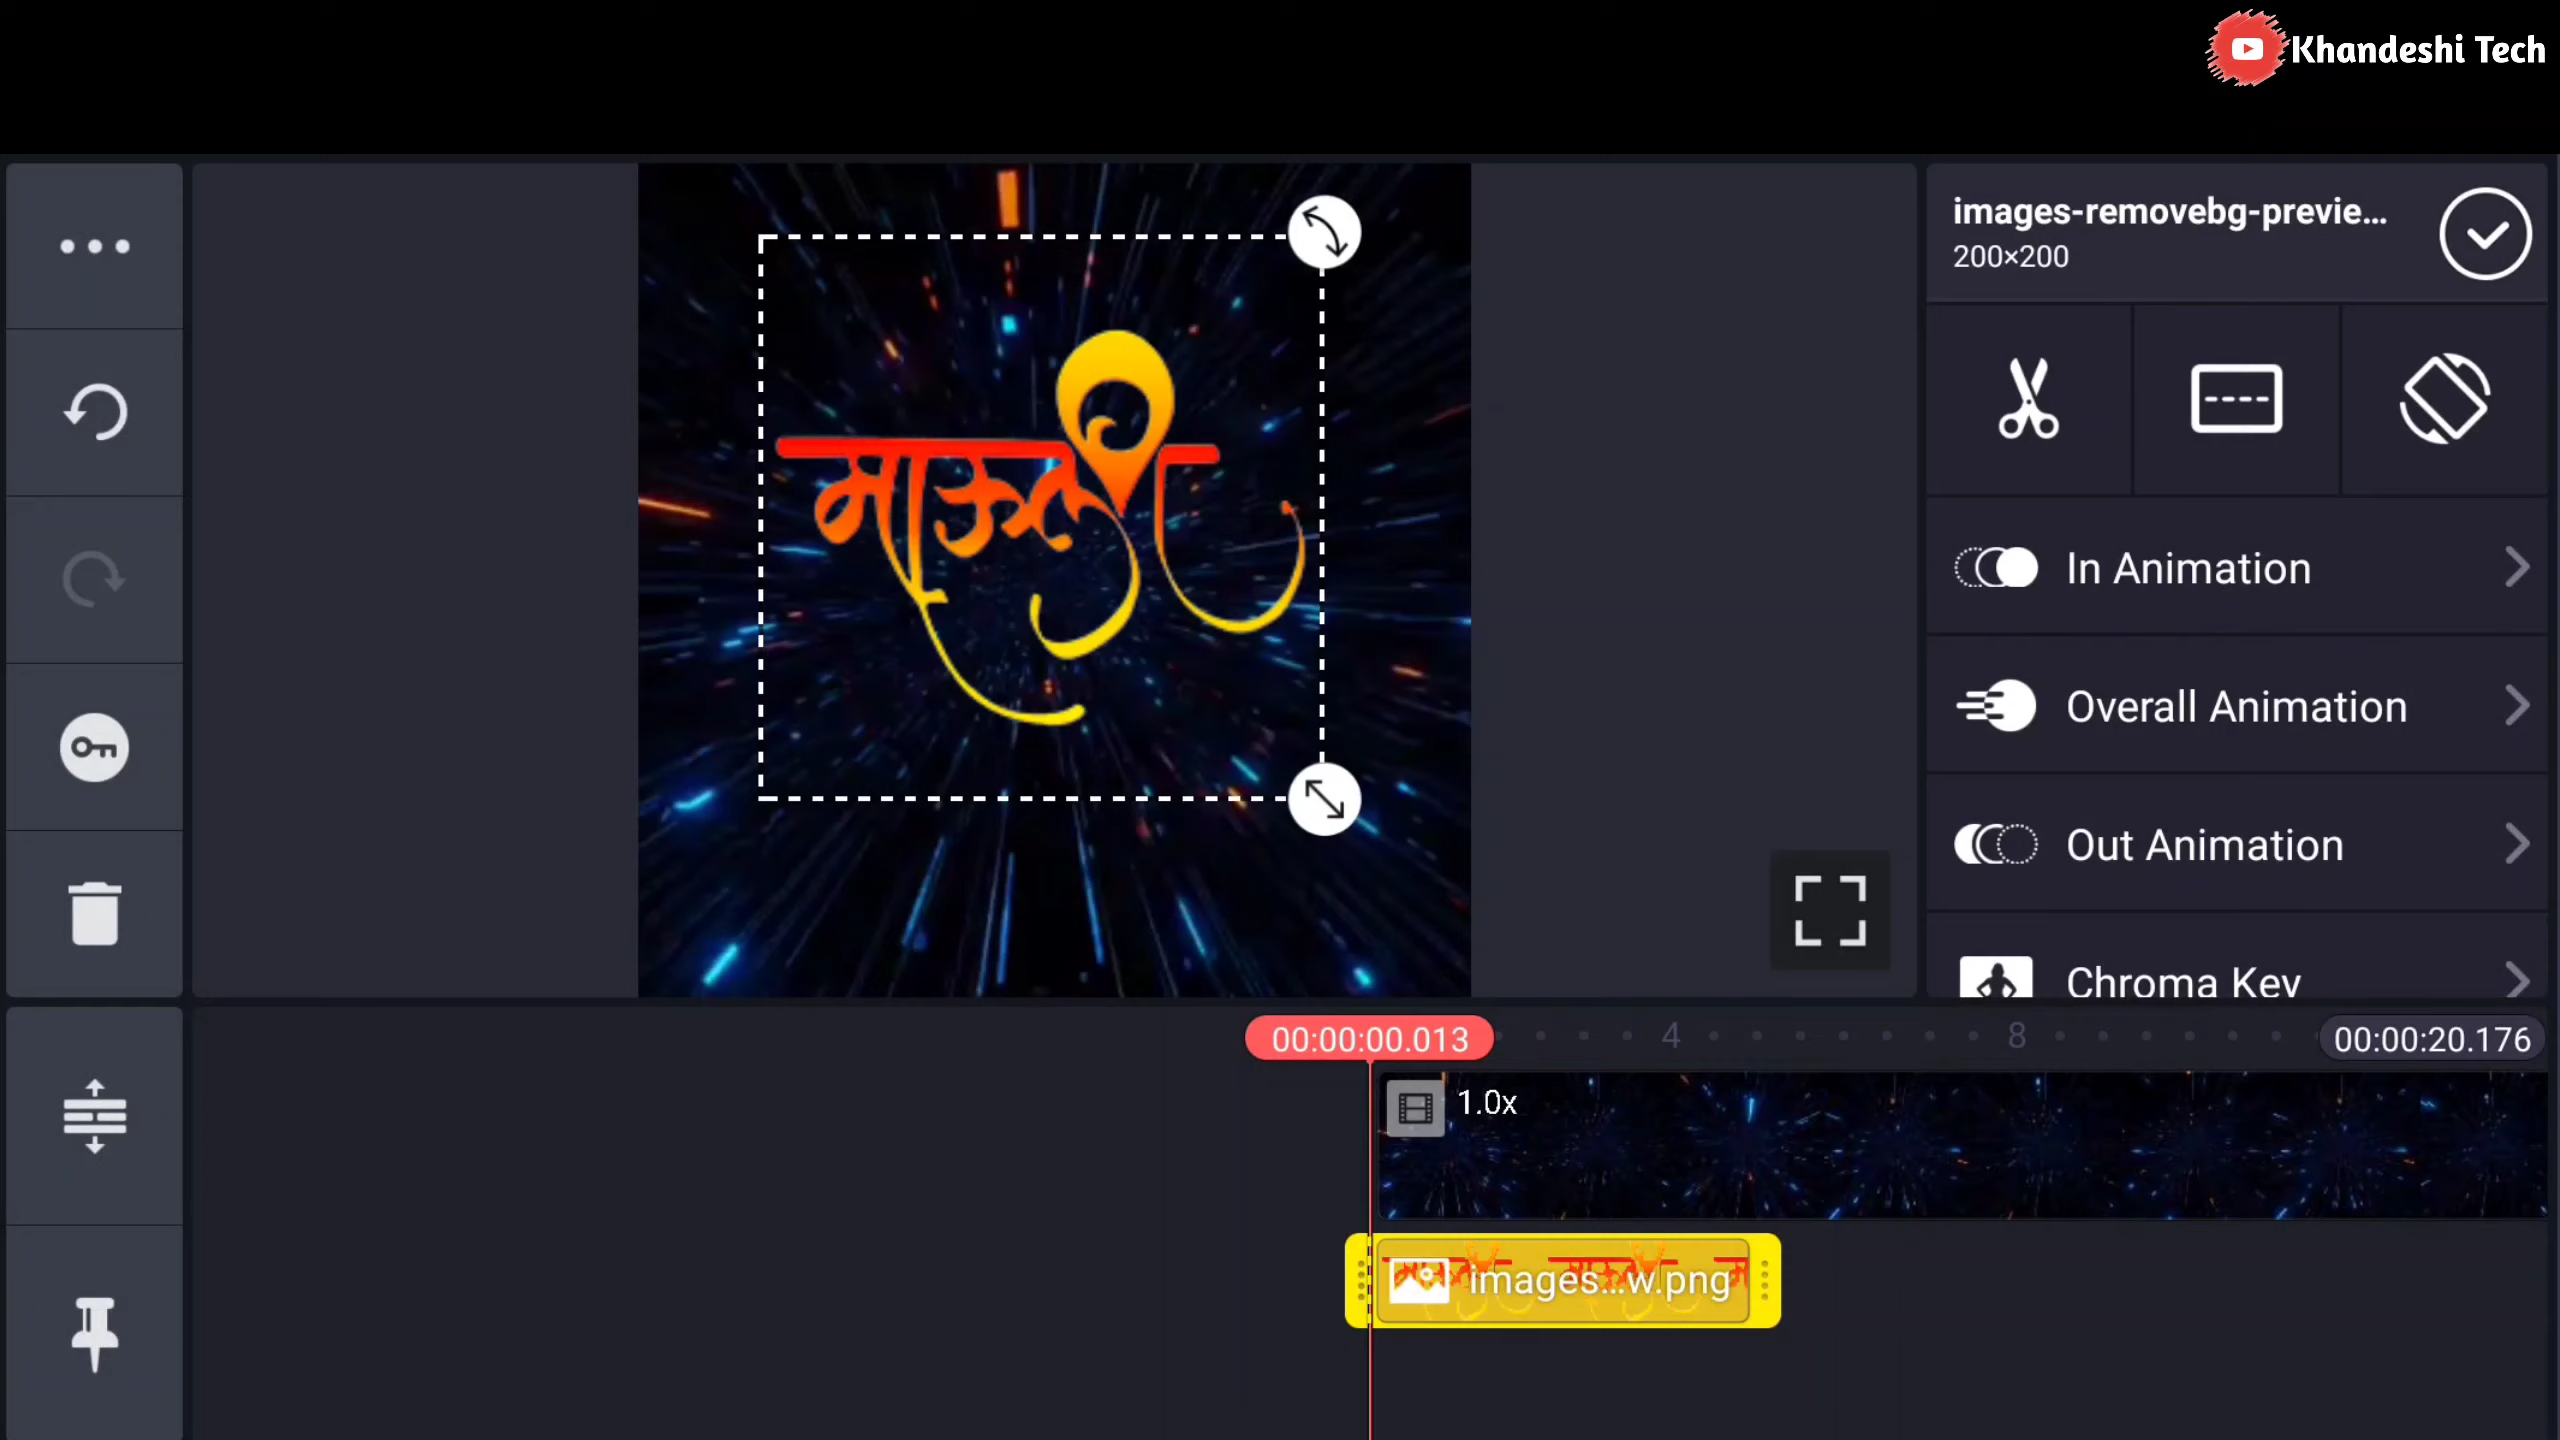 Khandeshi Tech
images-removebg-previe...
200×200
माऊली
In Animation
Overall Animation
Out Animation
Chroma Key
00:00:00.013
4
8
00:00:20.176
1.0x
images...w.png